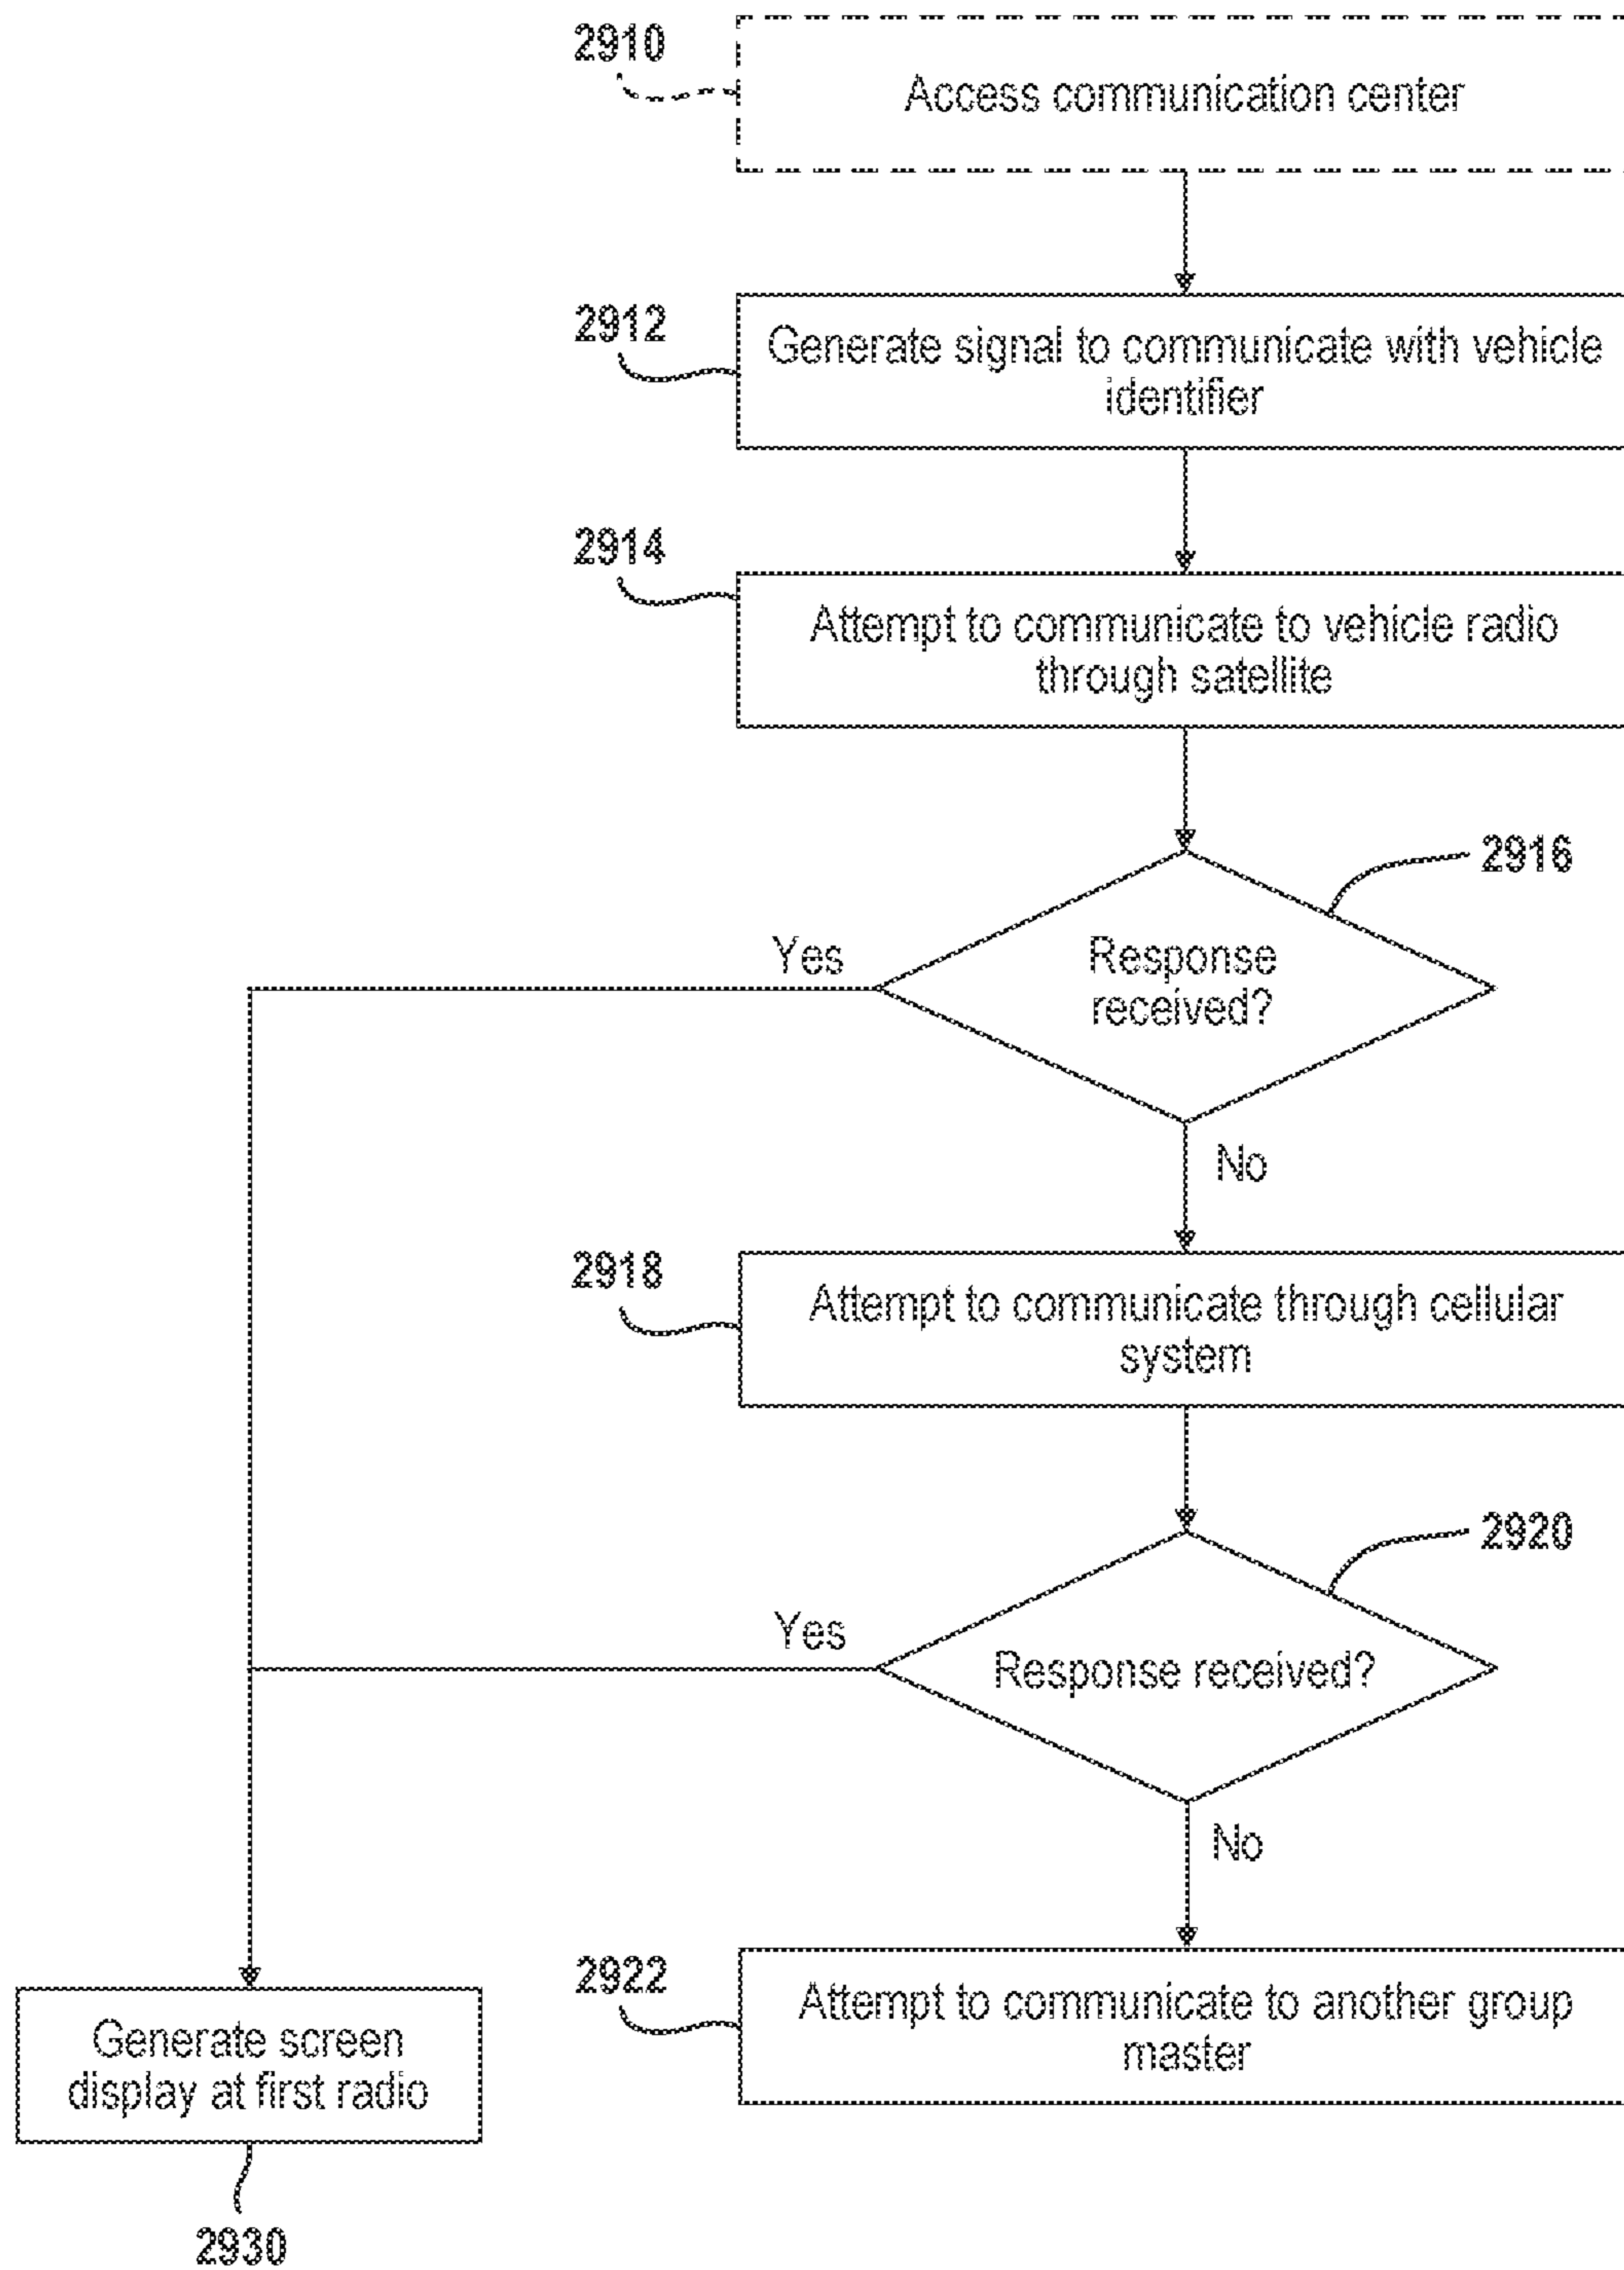 2910
Access communication center
2912
Generate signal to communicate with vehicle
identifier
2914
Attempt to communicate to vehicle radio
through satellite
2916
Yes
Response
received?
No
2918
Attempt to communicate through cellular
system
2920
Yes
Response received?
No
2922
Attempt to communicate to another group
master
Generate screen
display at first radio
2930